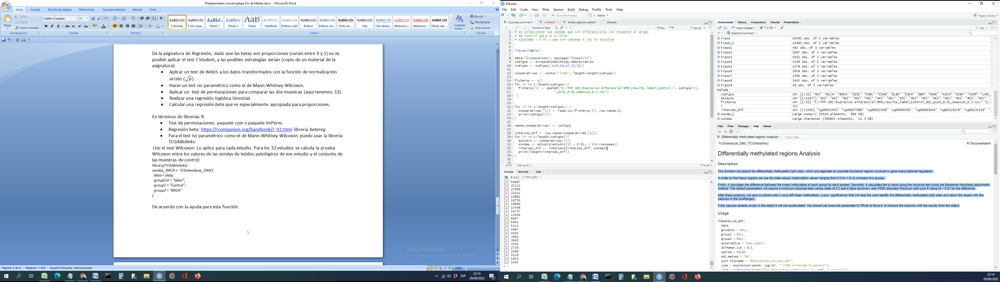 Planteamiento inicial trabajo Fin de Máster.docx - Microsoft Word
Inicio Insertar Diseño de página Referencias Correspondencia Revisar Vista
Pegar
Cortar
Copiar
Copiar formato
Portapapeles
Calibri (Cuerpo) 11
Fuente
Párrafo
¶ Normal ¶ Sin espa... Título 1 Título 2 Título Subtítulo Énfasis sutil Énfasis Énfasis int... Texto en ... Cita Cita desta... Referenci... Referenci... Título del ...
Cambiar estilos
Estilos
Buscar
Reemplazar
Seleccionar
Edición
De la asignatura de Regresión, dado que las betas son proporciones (varían entre 0 y 1) no es
posible aplicar el test t-Student, y las posibles estrategias serían (copio de un material de la
asignatura):
• Aplicar un test de Welch a los datos transformados con la función de normalización
arcsin (√p).
• Hacer un test no paramétrico como el de Mann-Whitney-Wilcoxon.
• Aplicar un test de permutaciones para comparar las dos muestras (aquí tenemos 33).
• Realizar una regresión logística binomial.
• Calcular una regresión beta que es especialmente apropiada para proporciones.
En términos de librerías R:
• Test de permutaciones: paquete coin o paquete lmPerm.
• Regresión beta: https://rcompanion.org/handbook/J_02.html librería betareg
• Para el test no paramétrico como el de Mann-Whitney-Wilcoxon puedo usar la librería
TCGABiolinks.
Uso el test Wilcoxon: Lo aplico para cada estudio. Para los 32 estudios se calcula la prueba
Wilcoxon entre los valores de las sondas de tejidos patológicos de ese estudio y el conjunto de
las muestras de control:
library(TCGAbiolinks)
sondas_BRCA <- TCGAanalyze_DMC(
data = data,
groupCol = "label",
group1 = "Control",
group2 = "BRCA"
)
De acuerdo con la ayuda para esta función:
5
Activar Windows
Ve a Configuración para activar Windows.
Página: 5 de 6 Palabras: 1.429 Español (España, internacional) 130%
ESP
22:14
29/09/2022
RStudio
File Edit Code View Plots Session Build Debug Profile Tools Help
Go to file/function Addins
Project: (None)
8_sondas_comunes.R Untitled2* tanteo_regresion_beta.R etiqueta
Source on Save Run Source
1 # se seleccionan las sondas que son diferenciales con respecto al grupo
2 # de control para un p.value
3 # ajustado < 0.01 y que son comunes a los 32 estudios
4
5
6 library(dplyr)
7
8 data("diseaseCodes", package="TCGAutils")
9 codigos <- diseaseCodes$Study.Abbreviation
10 codigos <- codigos[-c(6,10,17,23,31)]
11
12 comparativas <- vector("list", length=length(codigos))
13
14 ficheros <- c()
15 for (i in 1:length(codigos)){
16 ficheros[i] <- paste0("C:/TFM UOC/Expresion diferencial/DMR_results_label_Control_", codigos[i],
17 "_pcut_0.01_meancut_0.2.csv")
18 }
19
20
21 for (i in 1:length(codigos)) {
22 comparativas[[i]] <- read.csv(ficheros[i], row.names=1)
23 print(codigos[i])
24 }
25
26 names(comparativas) <- codigos
27
28 intersec_dif <- row.names(comparativas[[1]])
29 for (i in 1:length(codigos)){
30 estudio <- comparativas[[i]]
31 sondas <- estudio[estudio[5] < 0.01, ] %>% rownames()
32 intersec_dif <- intersect(intersec_dif, sondas)
33 print(length(intersec_dif))
34 }
35
36
32:50 (Top Level) R Script
Console Terminal Jobs
R 4.2.0 · C:/TFM UOC/
[1] 58687
[1] 37122
[1] 27000
[1] 22411
[1] 19881
[1] 18701
[1] 16890
[1] 15498
[1] 14737
[1] 12016
[1] 6607
[1] 5841
[1] 5213
[1] 4887
[1] 4401
[1] 3901
[1] 3693
[1] 3292
[1] 2726
[1] 2266
[1] 2119
[1] 1819
[1] 1565
>
Environment History Connections Tutorial Presentation
Import Dataset 7.12 GiB List
R Global Environment
tipos 10492 obs. of 3 variables
tipos_2 11683 obs. of 2 variables
tipos1 492 obs. of 3 variables
tipos2 1097 obs. of 3 variables
tipos3 1031 obs. of 3 variables
tipos4 1549 obs. of 3 variables
tipos5 1378 obs. of 3 variables
tipos6 2058 obs. of 3 variables
tipos7 1394 obs. of 3 variables
tipos8 1445 obs. of 3 variables
tipos9 48 obs. of 3 variables
Values
codigos chr [1:32] "ACC" "BLCA" "BRCA" "CESC" "CHOL" "COAD" "DLBC" "ESCA" "GBM" "HNSC" "KICH" "KIRC" "KIRP" "LAML...
ensayos chr [1:11877] "ACC" "ACC" "ACC" "ACC" "ACC" "ACC" "ACC" "ACC" "ACC" "ACC" "ACC" "ACC" "ACC" "ACC" "ACC" ...
ficheros chr [1:32] "C:/TFM UOC/Expresion diferencial/DMR_results_label_Control_ACC_pcut_0.01_meancut_0.2.csv" "C:...
i 32L
intersec_dif chr [1:1565] "cg00021933" "cg00027990" "cg00032308" "cg00065935" "cg00083046" "cg00118229" "cg00135416" ...
sonda_1 Large numeric (9310 elements, 894 kB)
sondas Large character (309855 elements, 22.3 MB)
Files Plots Packages Help Viewer
R: Differentially methylated regions Analysis Find in Topic
TCGAanalyze_DMC {TCGAbiolinks} R Documentation
Differentially methylated regions Analysis
Description
This function will search for differentially methylated CpG sites, which are regarded as possible functional regions involved in gene transcriptional regulation.
In order to find these regions we use the beta-values (methylation values ranging from 0.0 to 1.0) to compare two groups.
Firstly, it calculates the difference between the mean methylation of each group for each probes. Secondly, it calculates the p-value using the wilcoxon test using the Benjamini-Hochberg adjustment
method. The default parameters will require a minimum absolute beta values delta of 0.2 and a false discovery rate (FDR)-adjusted Wilcoxon rank-sum P-value of < 0.01 for the difference.
After these analysis, we save a volcano plot (x-axis:diff mean methylation, y-axis: significance) that will help the user identify the differentially methylated CpG sites and return the object with the
calculus in the rowRanges.
If the calculus already exists in the object it will not recalculated. You should set overwrite parameter to TRUE to force it, or remove the columns with the results from the object.
Usage
TCGAanalyze_DMC(
data,
groupCol = NULL,
group1 = NULL,
group2 = NULL,
alternative = "two.sided",
diffmean.cut = 0.2,
paired = FALSE,
adj.method = "BH",
plot.filename = "methylation_volcano.pdf",
ylab = expression(paste(-Log[10], " (FDR corrected P-values)")),
22:14
29/09/2022